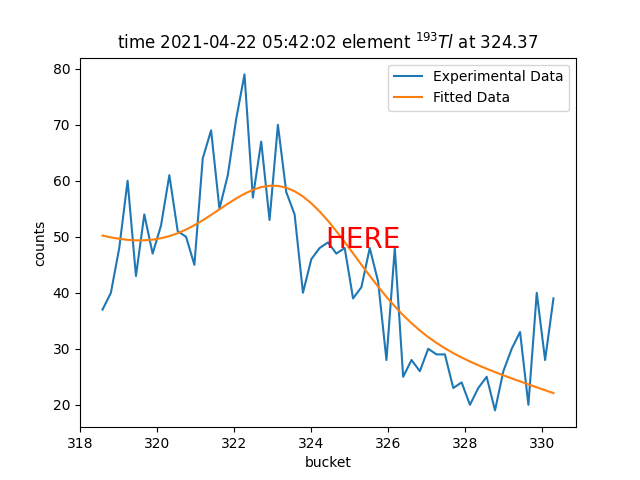 time 2021-04-22 05:42:02 element ¹⁹³Tl at 324.37
Experimental Data
Fitted Data
HERE
counts
80
70
60
50
40
30
20
318 320 322 324 326 328 330
bucket